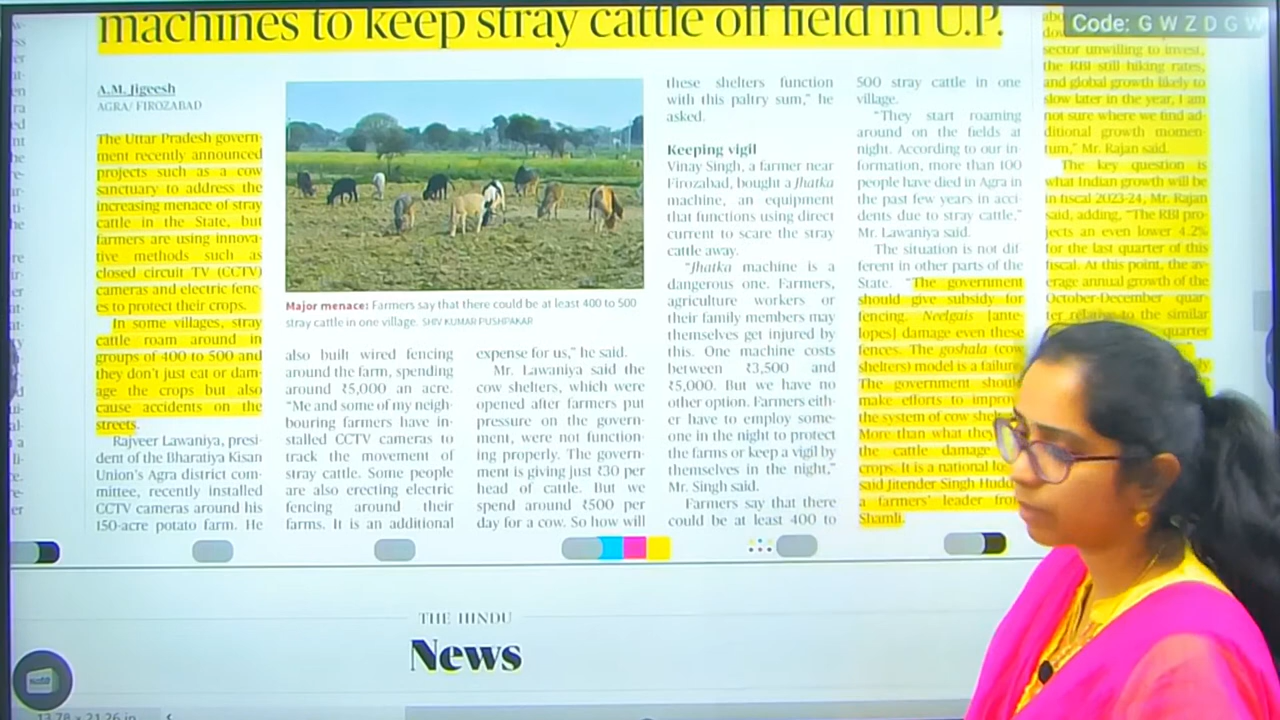 machines to keep stray cattle off field in U.P.
Code: G W Z D G W
A.M. Jigeesh
AGRA/ FIROZABAD
The Uttar Pradesh govern-
ment recently announced
projects such as a cow
sanctuary to address the
increasing menace of stray
cattle in the State, but
farmers are using innova-
tive methods such as
closed circuit TV (CCTV)
cameras and electric fenc-
es to protect their crops.
In some villages, stray
cattle roam around in
groups of 400 to 500 and
they don't just eat or dam-
age the crops but also
cause accidents on the
streets.
Rajveer Lawaniya, presi-
dent of the Bharatiya Kisan
Union's Agra district com-
mittee, recently installed
CCTV cameras around his
150-acre potato farm. He
Major menace: Farmers say that there could be at least 400 to 500
stray cattle in one village. SHIV KUMAR PUSHPAKAR
also built wired fencing
around the farm, spending
around ₹5,000 an acre.
"Me and some of my neigh-
bouring farmers have in-
stalled CCTV cameras to
track the movement of
stray cattle. Some people
are also erecting electric
fencing around their
farms. It is an additional
expense for us," he said.
Mr. Lawaniya said the
cow shelters, which were
opened after farmers put
pressure on the govern-
ment, were not function-
ing properly. The govern-
ment is giving just ₹30 per
head of cattle. But we
spend around ₹500 per
day for a cow. So how will
these shelters function
with this paltry sum," he
asked.
Keeping vigil
Vinay Singh, a farmer near
Firozabad, bought a Jhatka
machine, an equipment
that functions using direct
current to scare the stray
cattle away.
"Jhatka machine is a
dangerous one. Farmers,
agriculture workers or
their family members may
themselves get injured by
this. One machine costs
between ₹3,500 and
₹5,000. But we have no
other option. Farmers eith-
er have to employ some-
one in the night to protect
the farms or keep a vigil by
themselves in the night,"
Mr. Singh said.
Farmers say that there
could be at least 400 to
500 stray cattle in one
village.
"They start roaming
around on the fields at
night. According to our in-
formation, more than 100
people have died in Agra in
the past few years in acci-
dents due to stray cattle,"
Mr. Lawaniya said.
The situation is not dif-
ferent in other parts of the
State. "The government
should give subsidy for
fencing. Neelgais [ante-
lopes] damage even these
fences. The goshala (cow
shelters) model is a failure.
The government should
make efforts to improv
the system of cow shel
More than what they
the cattle damage
crops. It is a national lo
said Jitender Singh Hudd
a farmers' leader fro
Shamli.
sector unwilling to invest,
the RBI still hiking rates,
and global growth likely to
slow later in the year, I am
not sure where we find ad-
ditional growth momen-
tum," Mr. Rajan said.
The key question is
what Indian growth will be
in fiscal 2023-24, Mr. Rajan
said, adding, "The RBI pro-
jects an even lower 4.2%
for the last quarter of this
fiscal. At this point, the av-
erage annual growth of the
October-December quar-
ter relative to the similar
quarter
THE HINDU
News
13.78 x 21.26 in